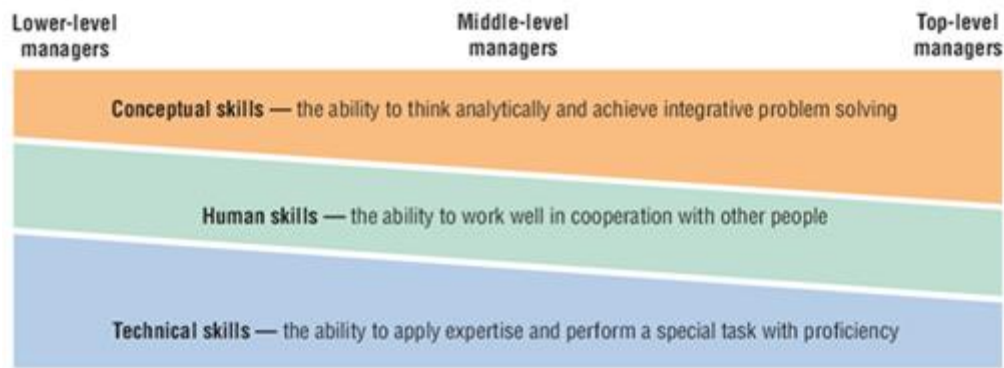 Lower-level
managers
Middle-level
managers
Top-level
managers
Conceptual skills — the ability to think analytically and achieve integrative problem solving
Human skills — the ability to work well in cooperation with other people
Technical skills — the ability to apply expertise and perform a special task with proficiency